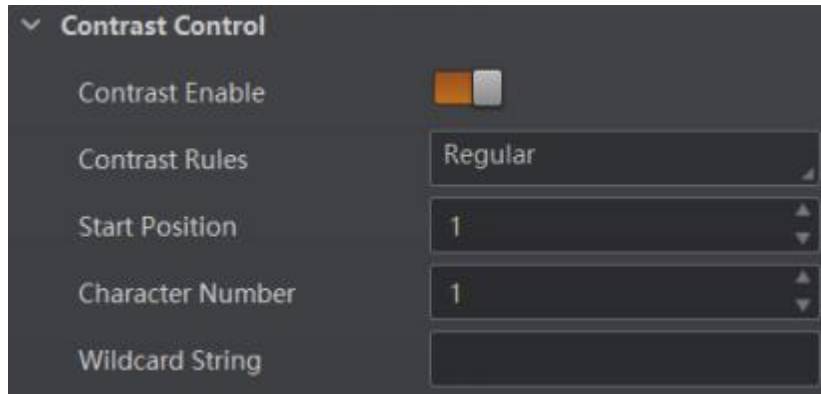 Contrast Control
Contrast Enable
Contrast Rules Regular
Start Position 1
Character Number 1
Wildcard String